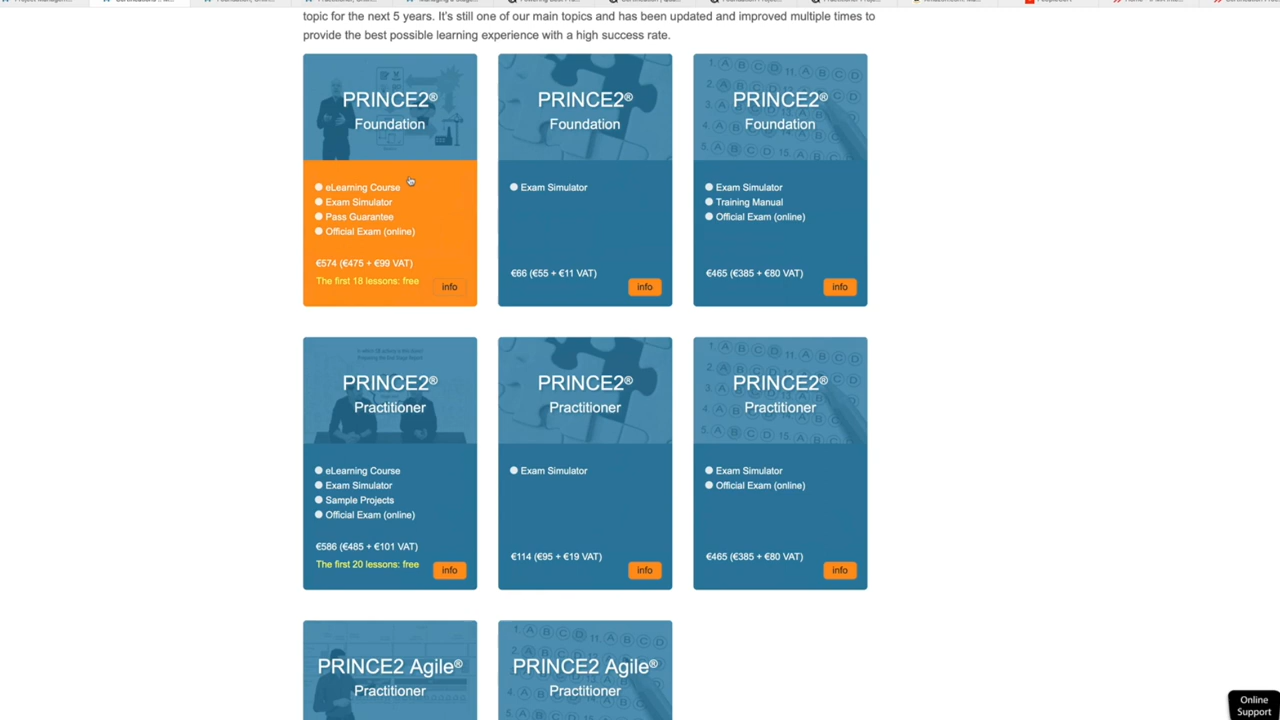 topic for the next 5 years. It's still one of our main topics and has been updated and improved multiple times to
provide the best possible learning experience with a high success rate.
PRINCE2®
Foundation
eLearning Course
Exam Simulator
Pass Guarantee
Official Exam (online)
€574 (€475 + €99 VAT)
The first 18 lessons: free
info
PRINCE2®
Foundation
Exam Simulator
€66 (€55 + €11 VAT)
info
PRINCE2®
Foundation
Exam Simulator
Training Manual
Official Exam (online)
€465 (€385 + €80 VAT)
info
PRINCE2®
Practitioner
eLearning Course
Exam Simulator
Sample Projects
Official Exam (online)
€586 (€485 + €101 VAT)
The first 20 lessons: free
info
PRINCE2®
Practitioner
Exam Simulator
€114 (€95 + €19 VAT)
info
PRINCE2®
Practitioner
Exam Simulator
Official Exam (online)
€465 (€385 + €80 VAT)
info
PRINCE2 Agile®
Practitioner
PRINCE2 Agile®
Practitioner
Online
Support